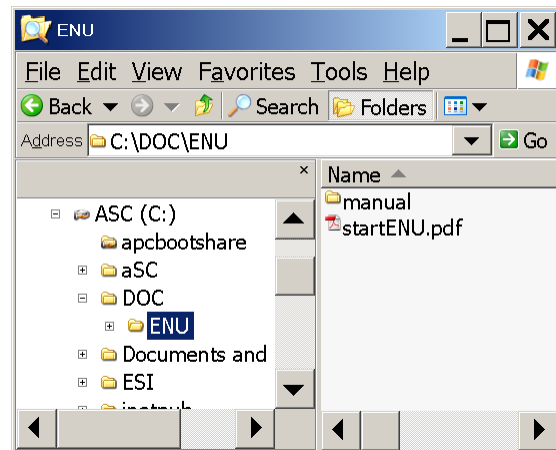 ENU
File Edit View Favorites Tools Help
Back Search Folders
Address C:\DOC\ENU Go
Name
ASC (C:)
apcbootshare
aSC
DOC
ENU
Documents and
ESI
manual
startENU.pdf